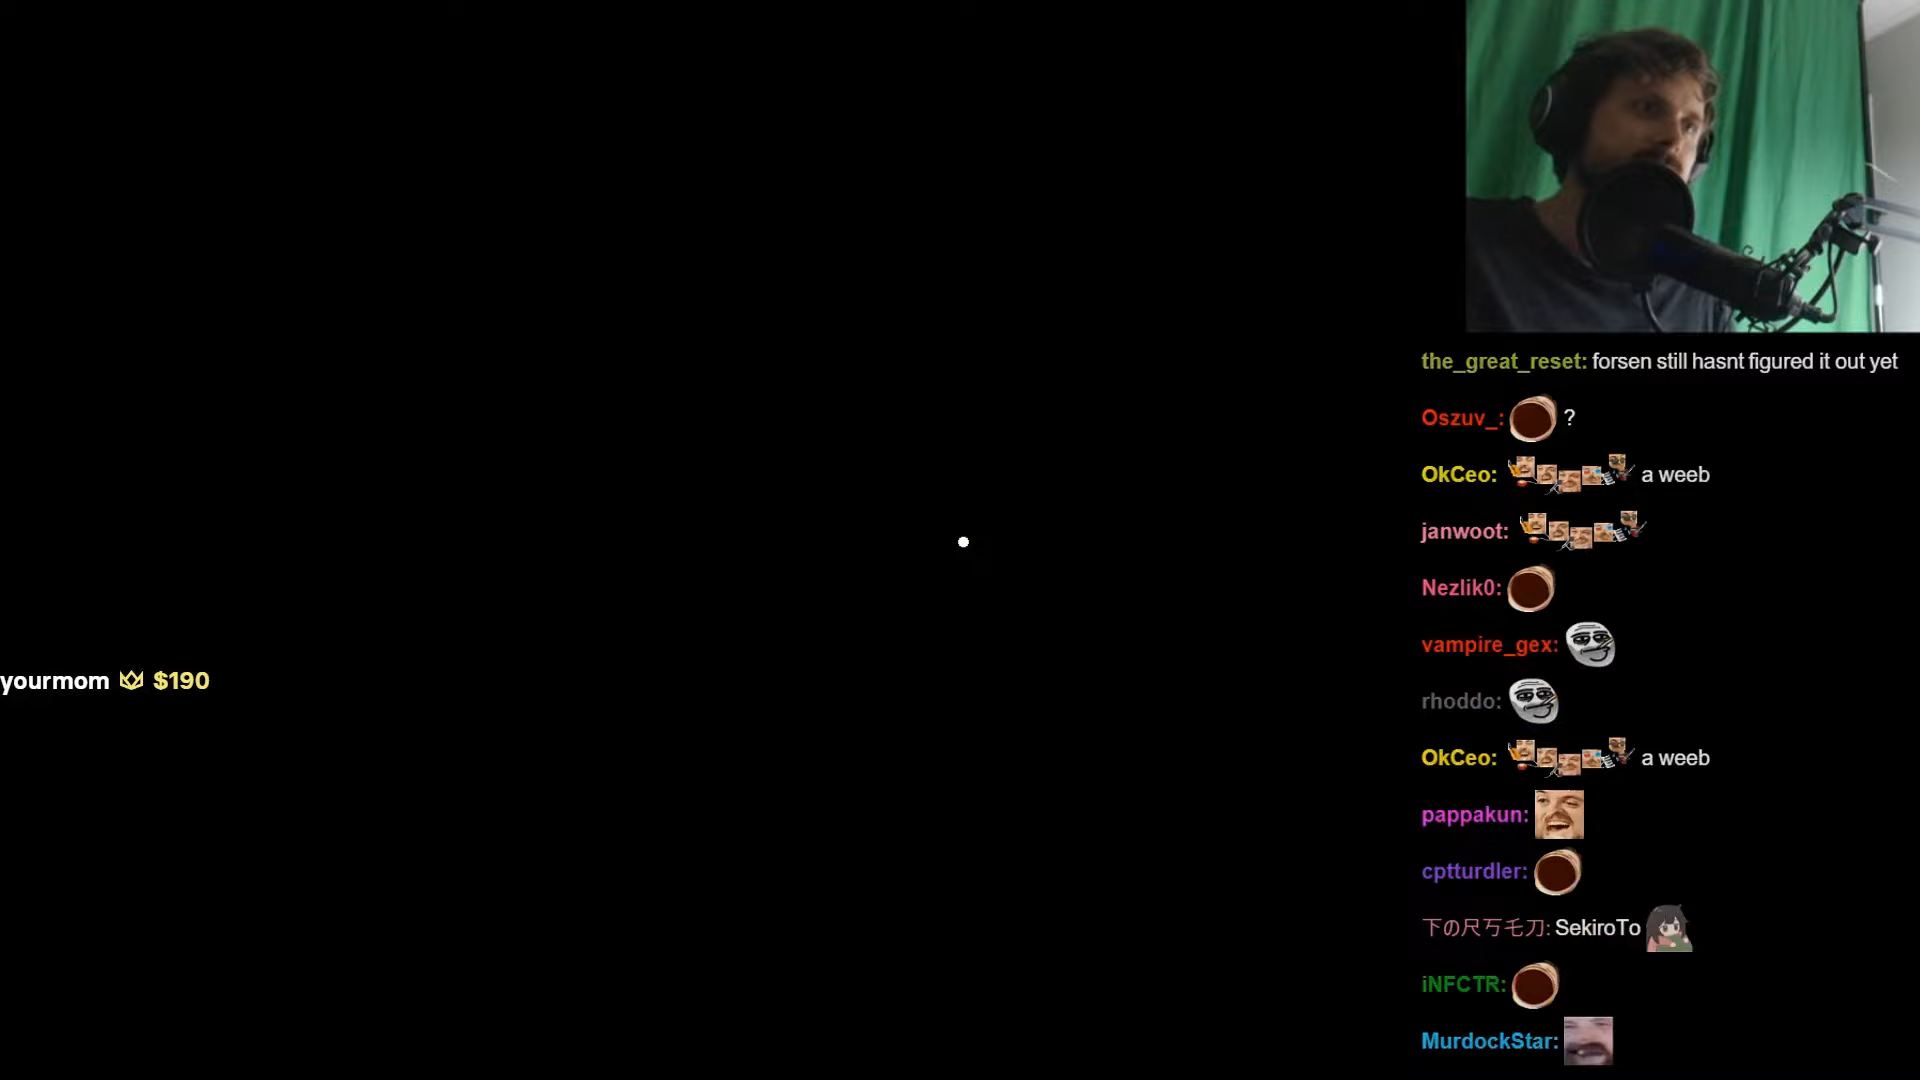 the_great_reset: forsen still hasnt figured it out yet
Oszuv_: ?
OkCeo: a weeb
janwoot:
Nezlik0:
vampire_gex:
rhoddo:
yourmom $190
OkCeo: a weeb
pappakun:
cptturdler:
下の尺丂乇刀: SekiroTo
iNFCTR:
MurdockStar: